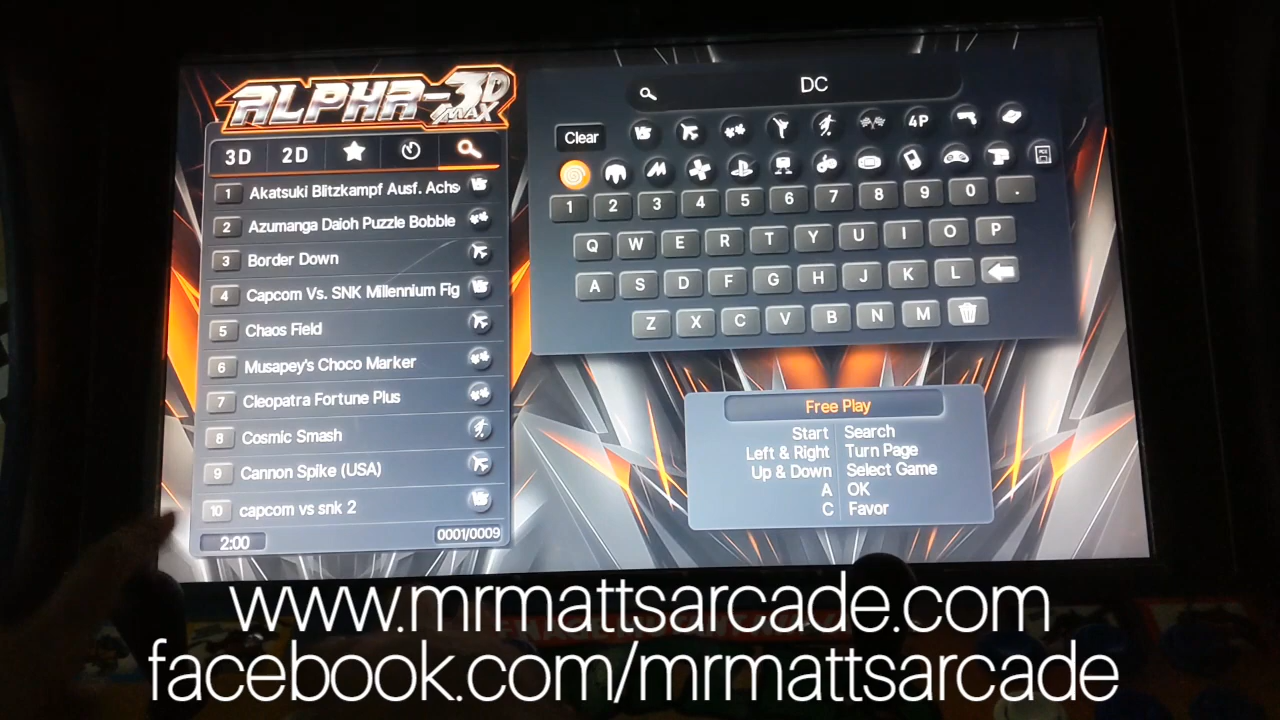 ALPHA-3D
MAX
3D 2D
1 Akatsuki Blitzkampf Ausf. Achs
2 Azumanga Daioh Puzzle Bobble
3 Border Down
4 Capcom Vs. SNK Millennium Fig
5 Chaos Field
6 Musapey's Choco Marker
7 Cleopatra Fortune Plus
8 Cosmic Smash
9 Cannon Spike (USA)
10 capcom vs snk 2
2:00 0001/0009
DC
Clear VS 4P
1 2 3 4 5 6 7 8 9 0 .
Q W E R T Y U I O P
A S D F G H J K L
Z X C V B N M
Free Play
Start Search
Left & Right Turn Page
Up & Down Select Game
A OK
C Favor
www.mrmattsarcade.com
facebook.com/mrmattsarcade